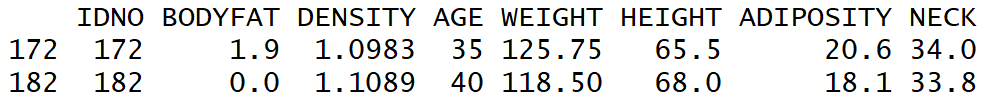 IDNO BODYFAT DENSITY AGE WEIGHT HEIGHT ADIPOSITY NECK
172 172 1.9 1.0983 35 125.75 65.5 20.6 34.0
182 182 0.0 1.1089 40 118.50 68.0 18.1 33.8